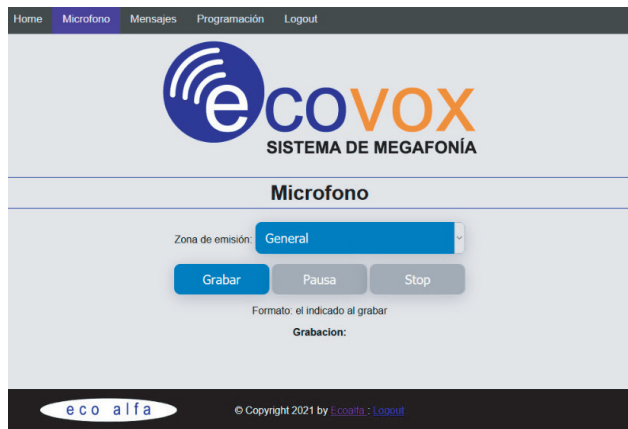 Home Microfono Mensajes Programación Logout
ecovox
SISTEMA DE MEGAFONÍA
Microfono
Zona de emisión: General
Grabar Pausa Stop
Formato: el indicado al grabar
Grabacion:
eco alfa © Copyright 2021 by Ecoalfa : Logout